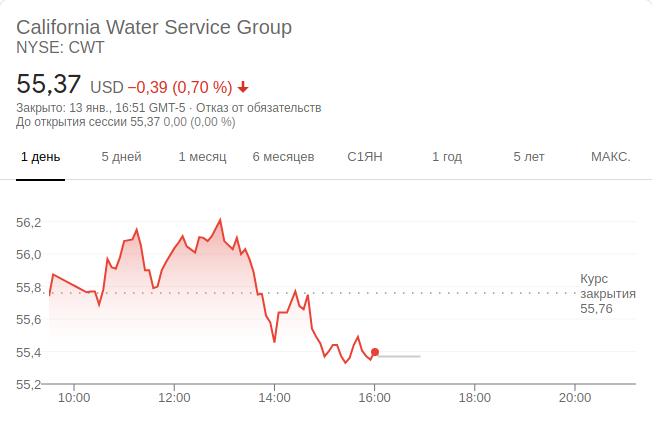 California Water Service Group
NYSE: CWT
55,37 USD −0,39 (0,70 %)
Закрыто: 13 янв., 16:51 GMT-5 · Отказ от обязательств
До открытия сессии 55,37 0,00 (0,00 %)
1 день 5 дней 1 месяц 6 месяцев С1ЯН 1 год 5 лет МАКС.
56,2
56,0
55,8
55,6
55,4
55,2
Курс
закрытия
55,76
10:00 12:00 14:00 16:00 18:00 20:00